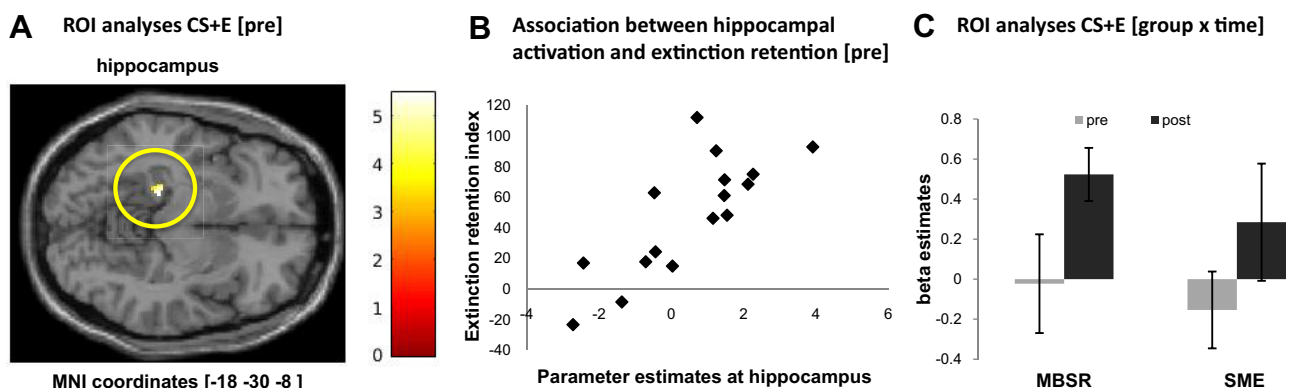 A ROI analyses CS+E [pre]
hippocampus
5
4
3
2
1
0
MNI coordinates [-18 -30 -8 ]
B Association between hippocampal
activation and extinction retention [pre]
Extinction retention index
120
100
80
60
40
20
0
-20
-40
-4 -2 0 2 4 6
Parameter estimates at hippocampus
C ROI analyses CS+E [group x time]
beta estimates
pre post
0.8
0.6
0.4
0.2
0
-0.2
-0.4
MBSR SME